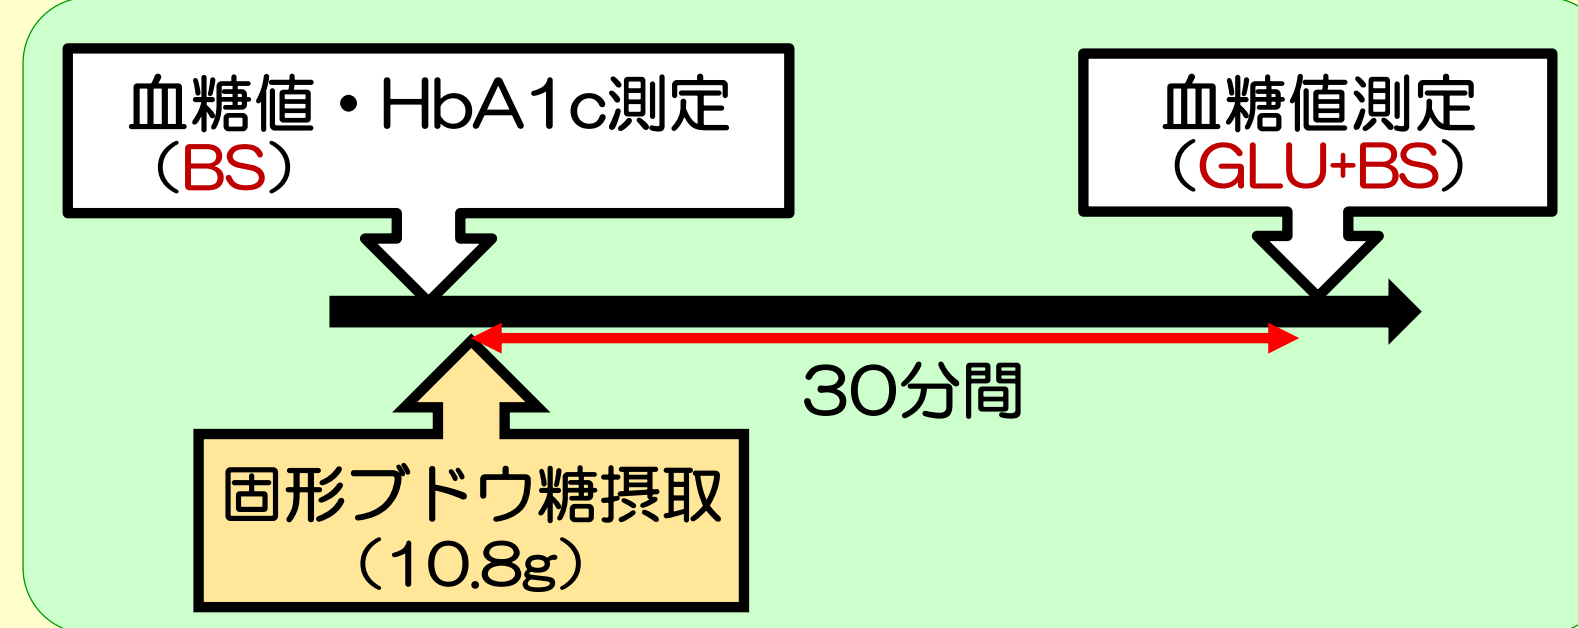 血糖値・HbA1c測定
（BS）
血糖値測定
（GLU+BS）
30分間
固形ブドウ糖摂取
（10.8g）